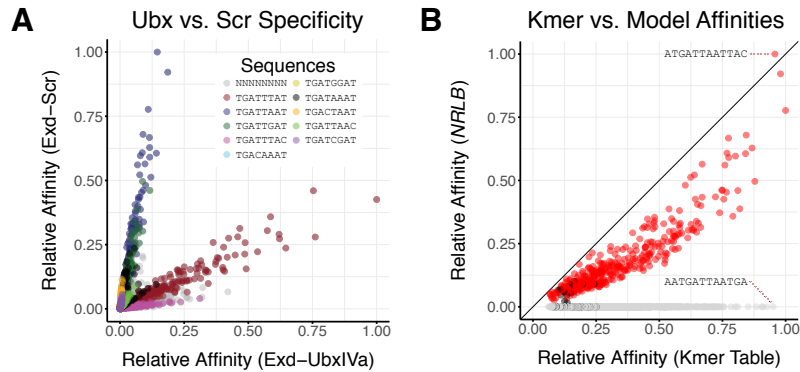 A
Ubx vs. Scr Specificity
Relative Affinity (Exd−Scr)
1.00
0.75
0.50
0.25
0.00
Sequences
NNNNNNNN
TGATGGAT
TGATTTAT
TGATAAAT
TGATTAAT
TGACTAAT
TGATTGAT
TGATTAAC
TGATTTAC
TGATCGAT
TGACAAAT
0.00
0.25
0.50
0.75
1.00
Relative Affinity (Exd−UbxIVa)
B
Kmer vs. Model Affinities
Relative Affinity (NRLB)
1.00
0.75
0.50
0.25
0.00
ATGATTAATTAC
AATGATTAATGA
0.00
0.25
0.50
0.75
1.00
Relative Affinity (Kmer Table)